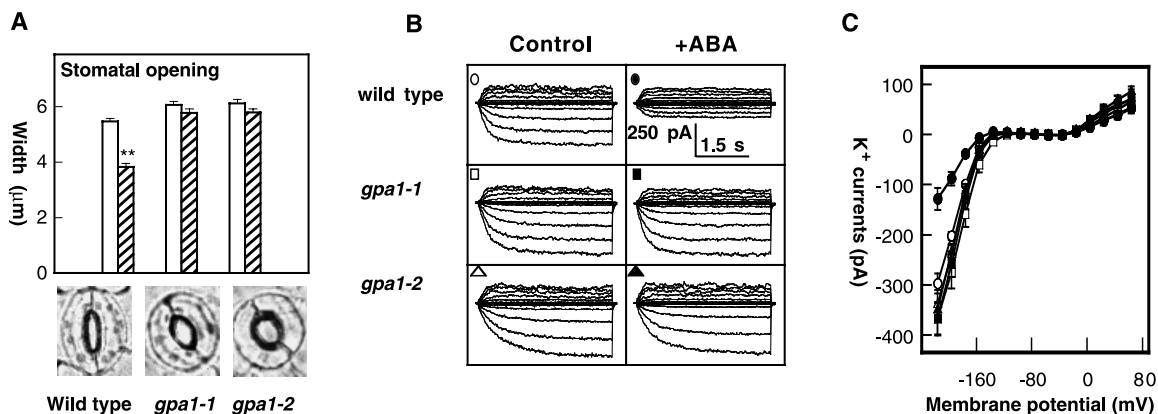 A
Stomatal opening
6
4
2
0
Width (μm)
**
Wild type gpa1-1 gpa1-2
B
Control +ABA
wild type
250 pA
1.5 s
gpa1-1
gpa1-2
C
100
0
-100
-200
-300
-400
K+ currents (pA)
-160 -80 0 80
Membrane potential (mV)